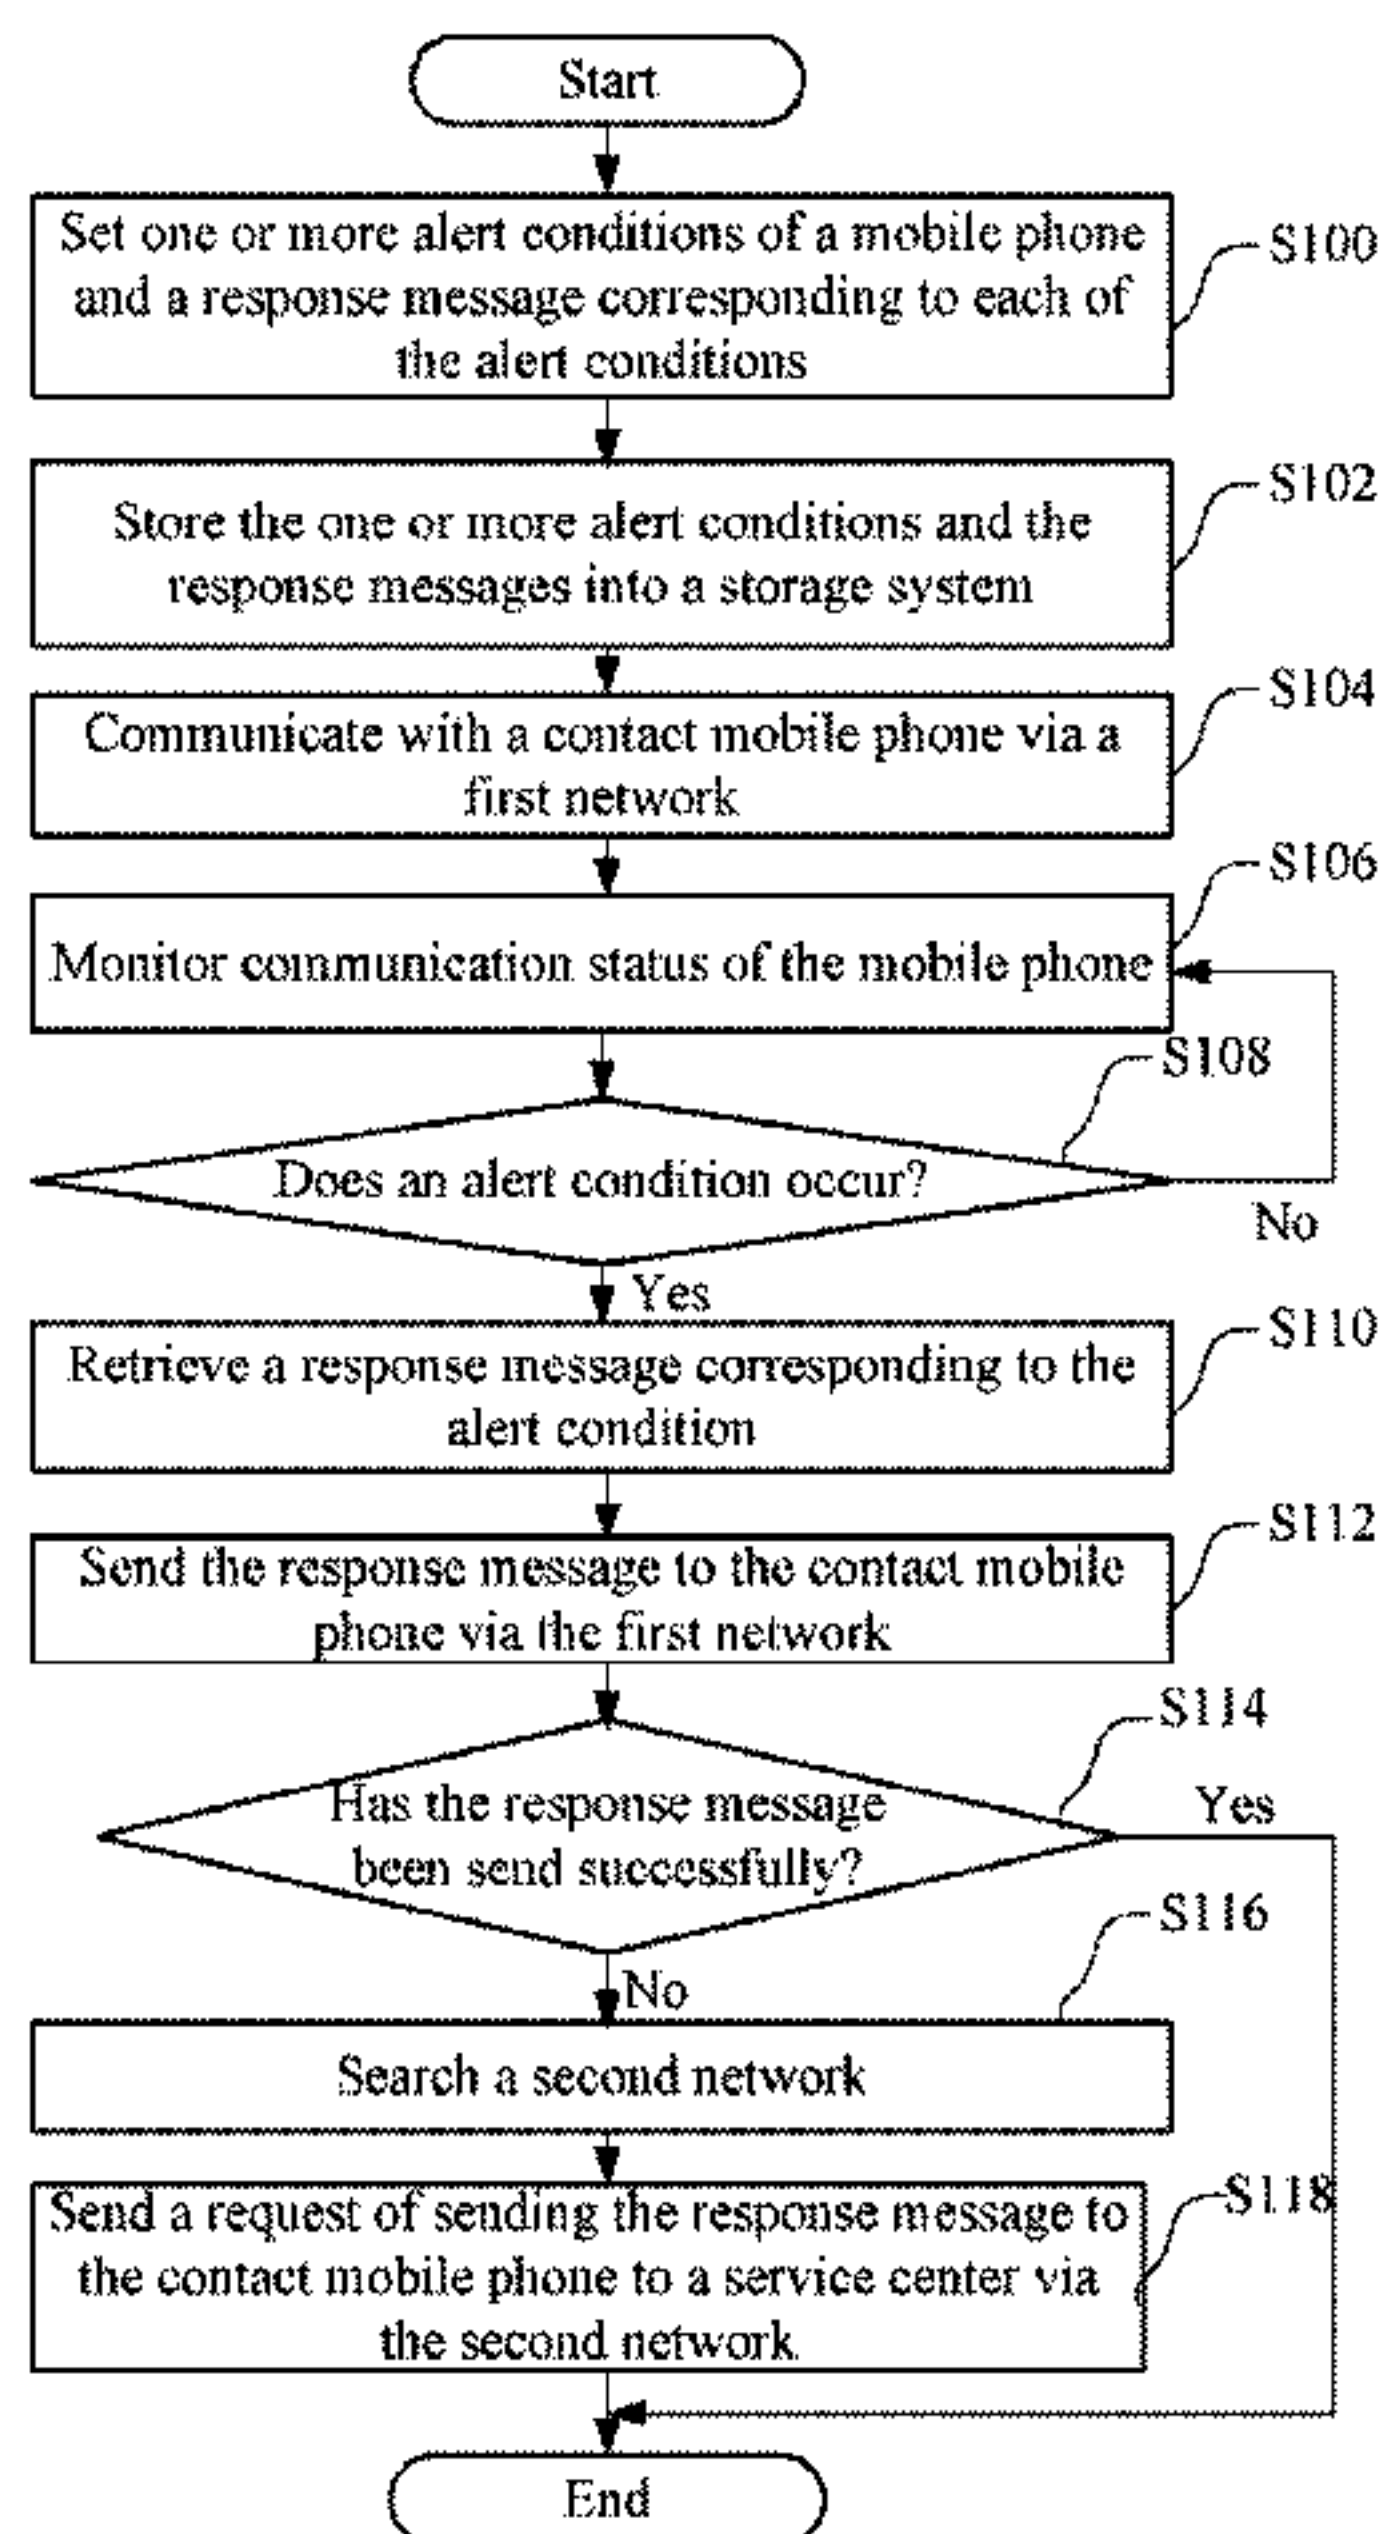 Start
Set one or more alert conditions of a mobile phone
and a response message corresponding to each of
the alert conditions
S100
Store the one or more alert conditions and the
response messages into a storage system
S102
Communicate with a contact mobile phone via a
first network
S104
Monitor communication status of the mobile phone
S106
Does an alert condition occur?
S108
No
Yes
Retrieve a response message corresponding to the
alert condition
S110
Send the response message to the contact mobile
phone via the first network
S112
Has the response message
been send successfully?
S114
Yes
No
Search a second network
S116
Send a request of sending the response message to
the contact mobile phone to a service center via
the second network
S118
End